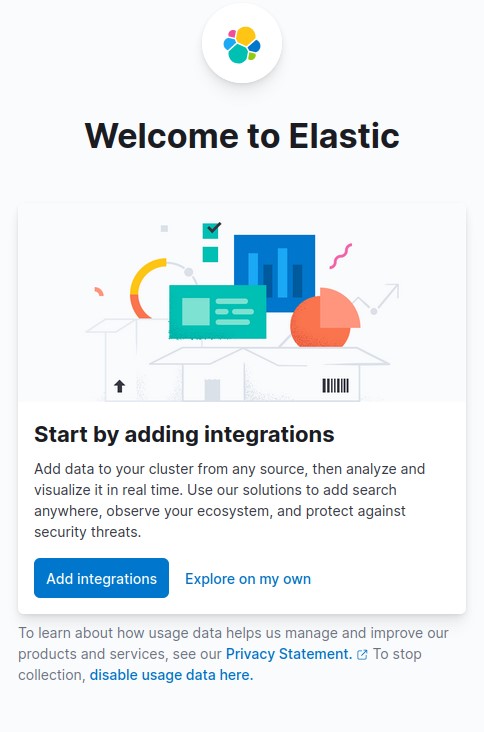 Welcome to Elastic
Start by adding integrations
Add data to your cluster from any source, then analyze and
visualize it in real time. Use our solutions to add search
anywhere, observe your ecosystem, and protect against
security threats.
Add integrations
Explore on my own
To learn about how usage data helps us manage and improve our
products and services, see our Privacy Statement. To stop
collection, disable usage data here.